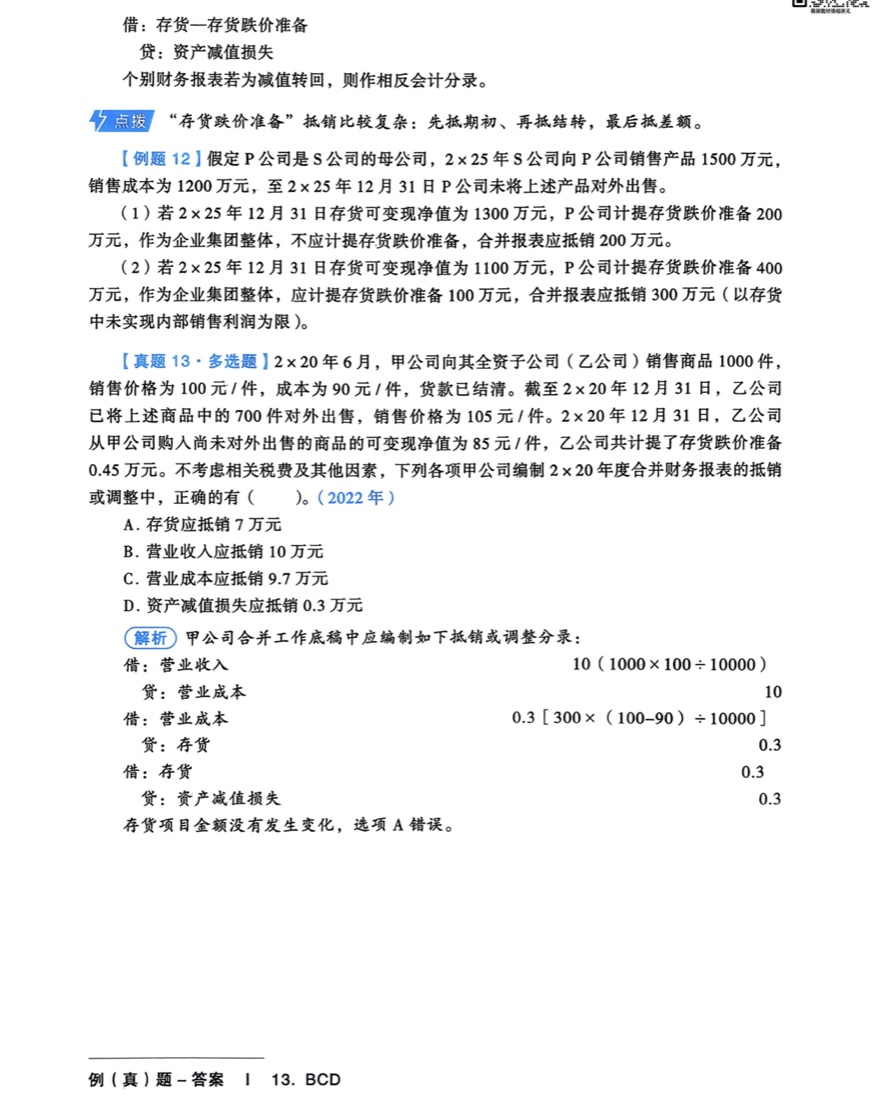 借：存货—存货跌价准备
贷：资产减值损失
个别财务报表若为减值转回，则作相反会计分录。
点拨 “存货跌价准备”抵销比较复杂：先抵期初、再抵结转，最后抵差额。
【例题 12】假定 P 公司是 S 公司的母公司，2×25 年 S 公司向 P 公司销售产品 1500 万元，
销售成本为 1200 万元，至 2×25 年 12 月 31 日 P 公司未将上述产品对外出售。
（1）若 2×25 年 12 月 31 日存货可变现净值为 1300 万元，P 公司计提存货跌价准备 200
万元，作为企业集团整体，不应计提存货跌价准备，合并报表应抵销 200 万元。
（2）若 2×25 年 12 月 31 日存货可变现净值为 1100 万元，P 公司计提存货跌价准备 400
万元，作为企业集团整体，应计提存货跌价准备 100 万元，合并报表应抵销 300 万元（以存货
中未实现内部销售利润为限）。
【真题 13·多选题】2×20 年 6 月，甲公司向其全资子公司（乙公司）销售商品 1000 件，
销售价格为 100 元 / 件，成本为 90 元 / 件，货款已结清。截至 2×20 年 12 月 31 日，乙公司
已将上述商品中的 700 件对外出售，销售价格为 105 元 / 件。2×20 年 12 月 31 日，乙公司
从甲公司购入尚未对外出售的商品的可变现净值为 85 元 / 件，乙公司共计提了存货跌价准备
0.45 万元。不考虑相关税费及其他因素，下列各项甲公司编制 2×20 年度合并财务报表的抵销
或调整中，正确的有（　　）。（2022 年）
A. 存货应抵销 7 万元
B. 营业收入应抵销 10 万元
C. 营业成本应抵销 9.7 万元
D. 资产减值损失应抵销 0.3 万元
解析 甲公司合并工作底稿中应编制如下抵销或调整分录：
借：营业收入 10（1000×100÷10000）
贷：营业成本 10
借：营业成本 0.3［300×（100–90）÷10000］
贷：存货 0.3
借：存货 0.3
贷：资产减值损失 0.3
存货项目金额没有发生变化，选项 A 错误。
例（真）题 – 答案 | 13. BCD